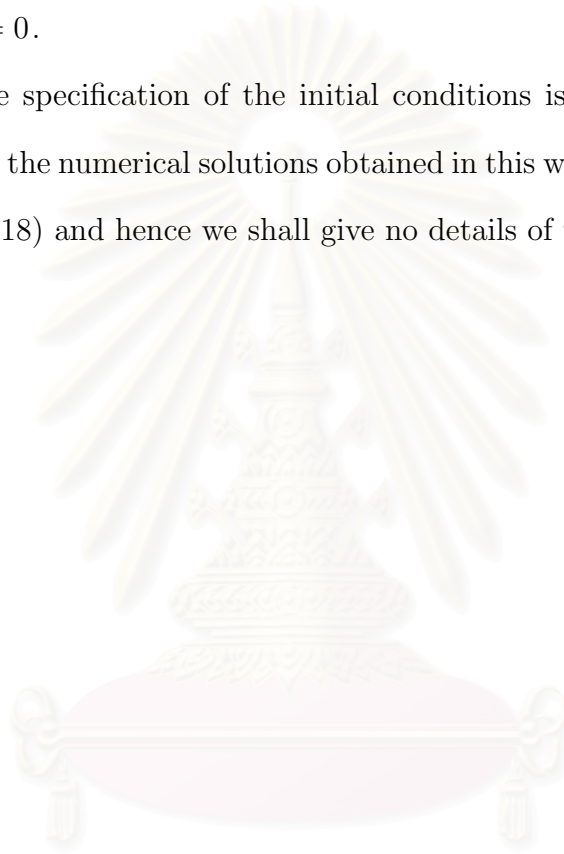 = 0.
specification of the initial conditions is
the numerical solutions obtained in this
18) and hence we shall give no details of